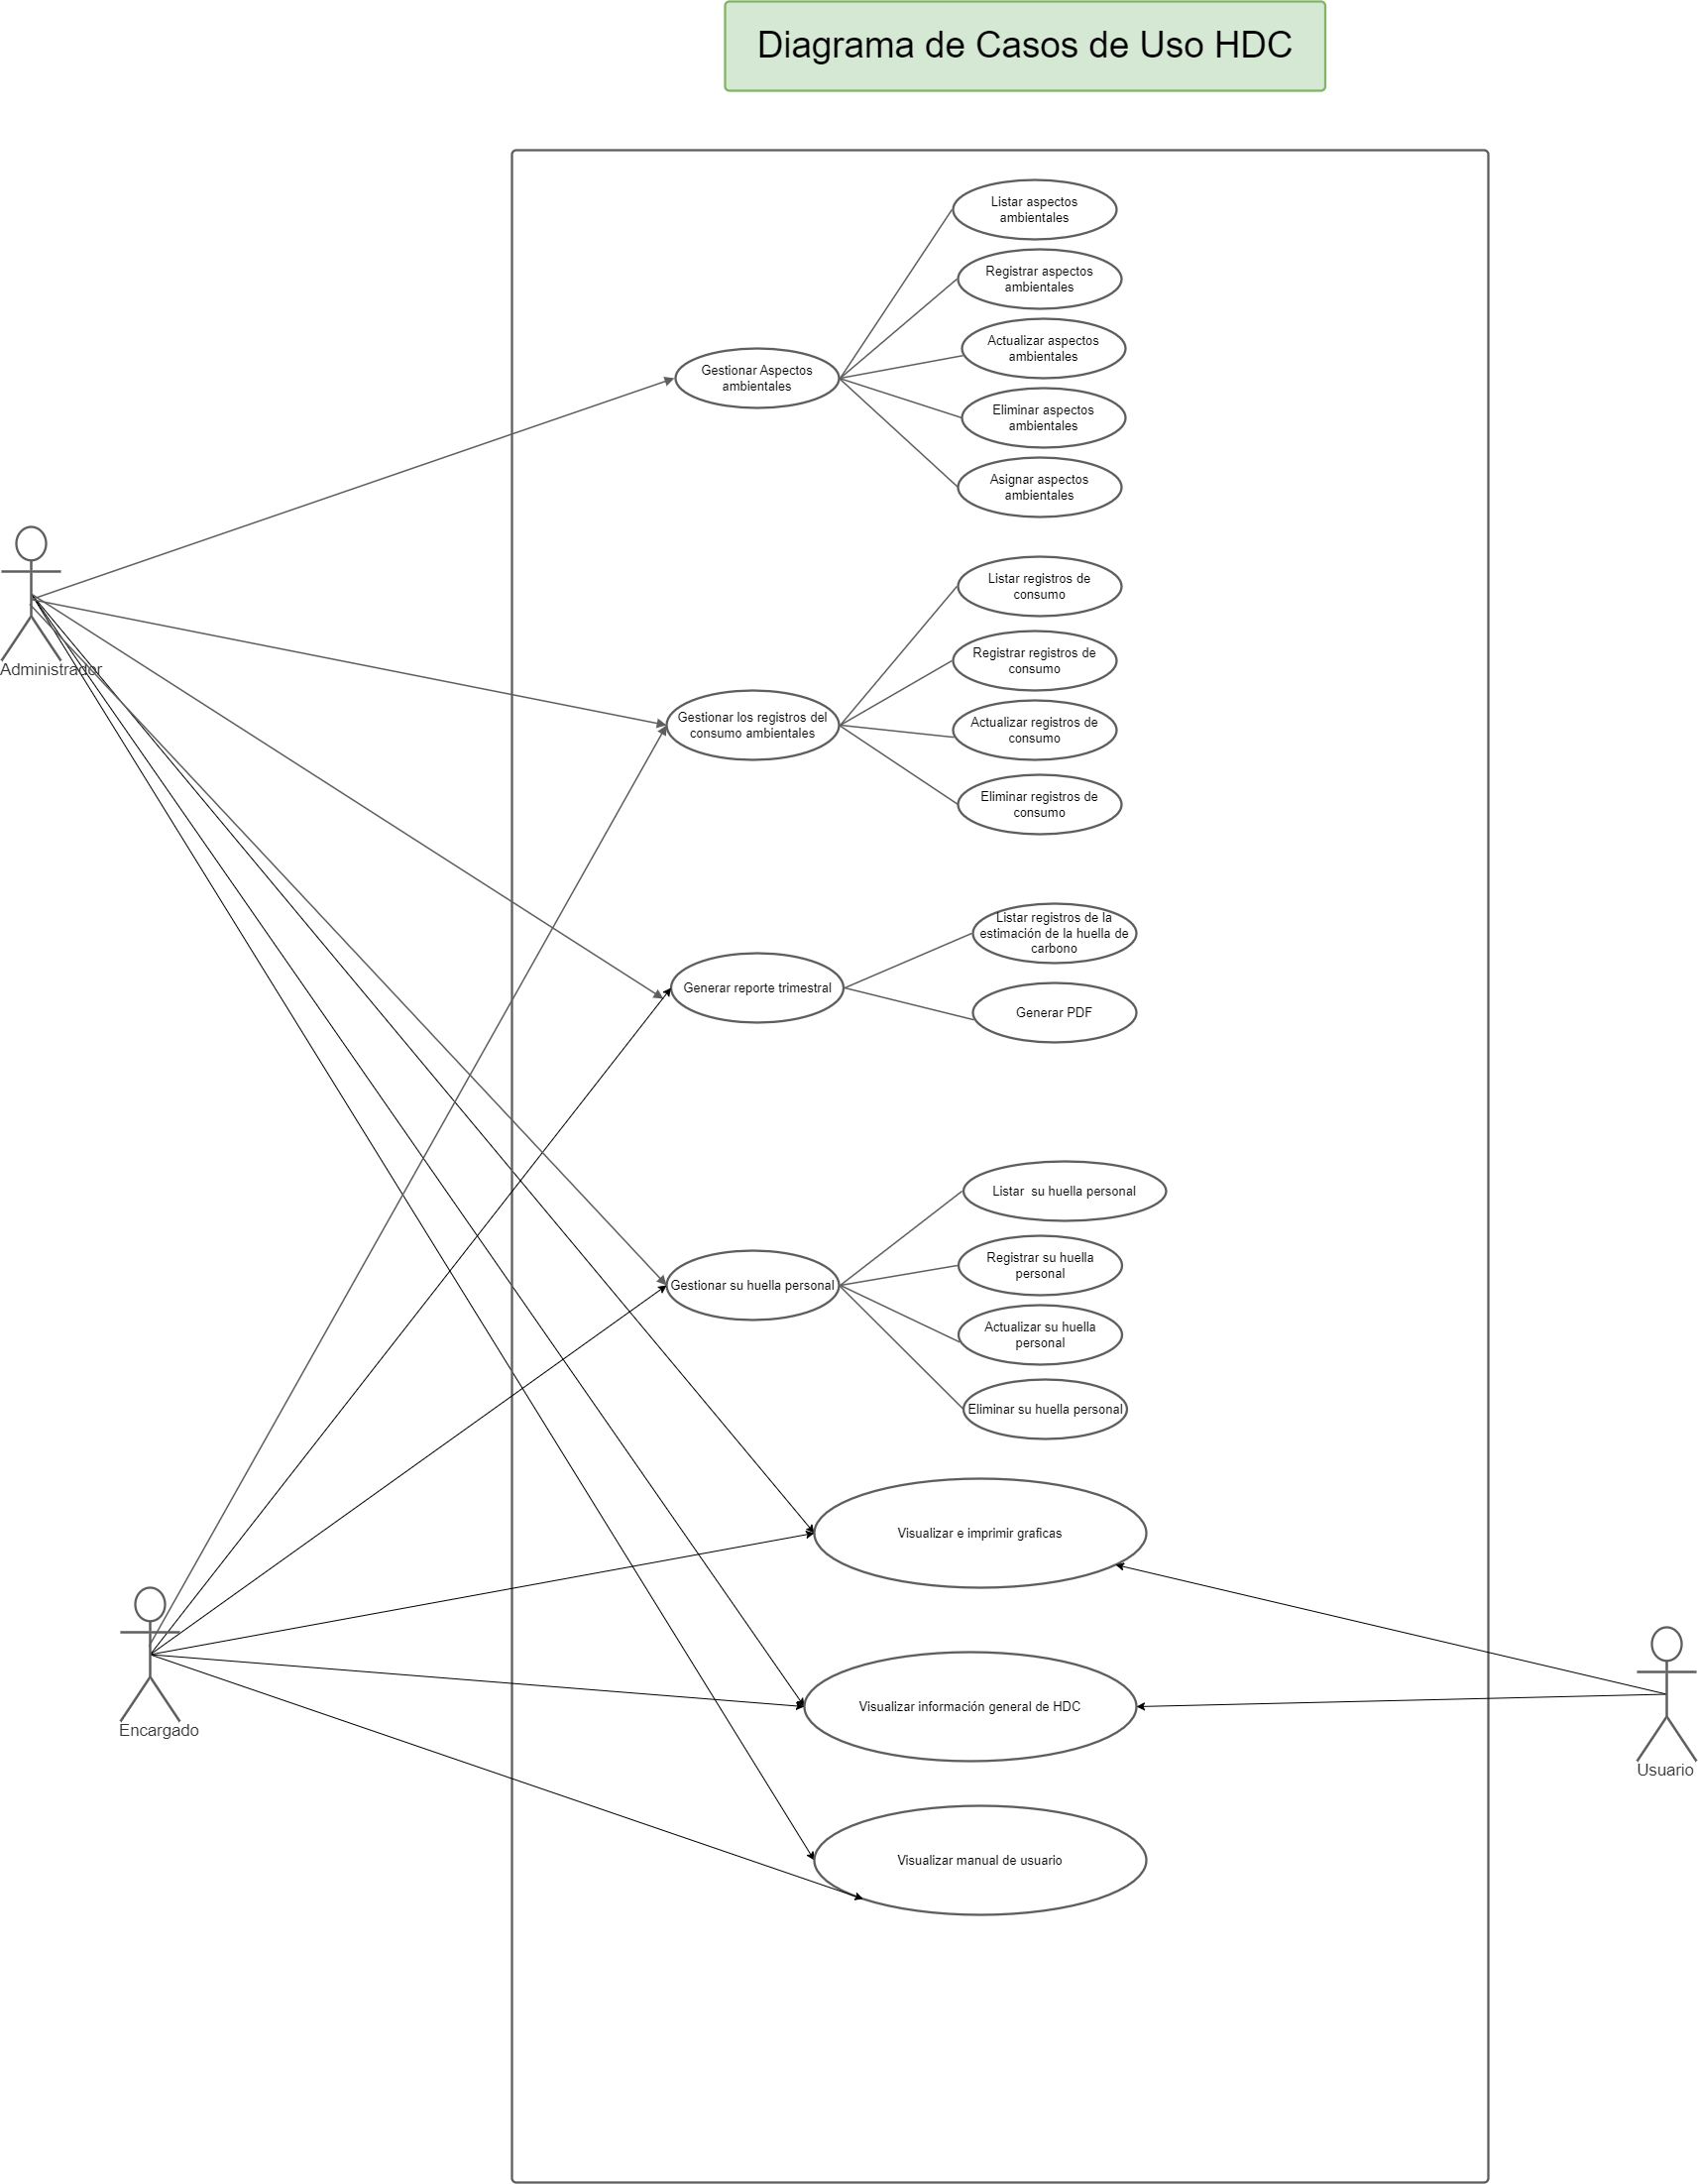 Diagrama de Casos de Uso HDC
Listar aspectos
ambientales
Registrar aspectos
ambientales
Actualizar aspectos
ambientales
Gestionar Aspectos
ambientales
Eliminar aspectos
ambientales
Asignar aspectos
ambientales
Administrador
Listar registros de
consumo
Registrar registros de
consumo
Gestionar los registros del
consumo ambientales
Actualizar registros de
consumo
Eliminar registros de
consumo
Listar registros de la
estimación de la huella de
carbono
Generar reporte trimestral
Generar PDF
Listar  su huella personal
Registrar su huella
personal
Gestionar su huella personal
Actualizar su huella
personal
Eliminar su huella personal
Visualizar e imprimir graficas
Encargado
Visualizar información general de HDC
Usuario
Visualizar manual de usuario